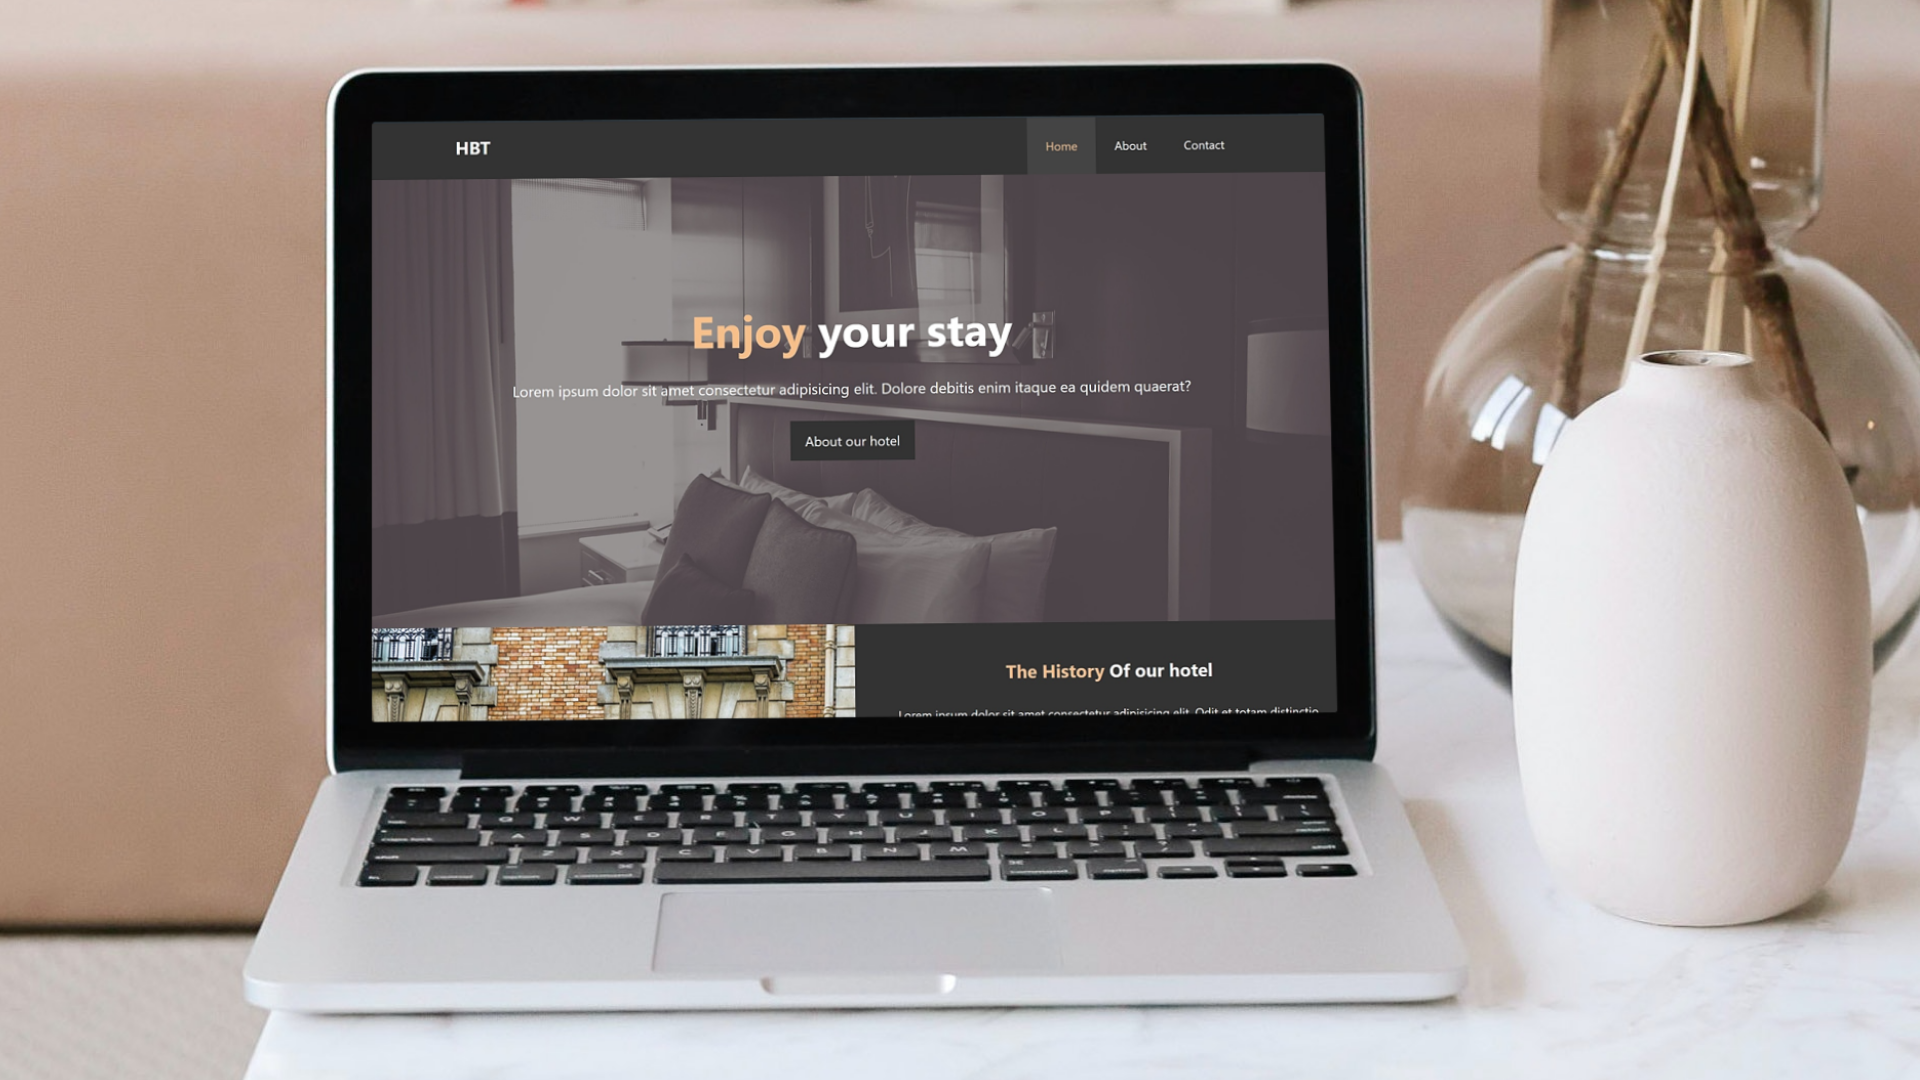 HBT
Home About Contact
Enjoy your stay
Lorem ipsum dolor sit amet consectetur adipisicing elit. Dolore debitis enim itaque ea quidem quaerat?
About our hotel
The History Of our hotel
Lorem ipsum dolor sit amet consectetur adipisicing elit. Odit et totam distinctio
Q W E R T Y U I O P
A S D F G H J K L
Z X C V B N M